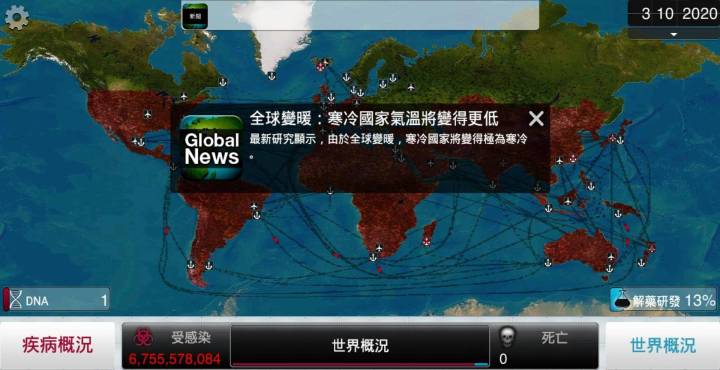 新聞
3 10 2020
全球變暖：寒冷國家氣溫將變得更低
Global
News
最新研究顯示，由於全球變暖，寒冷國家將變得極為寒冷
。
DNA 1
解藥研發 13%
疾病概況
受感染
6,755,578,084
世界概況
死亡
0
世界概況